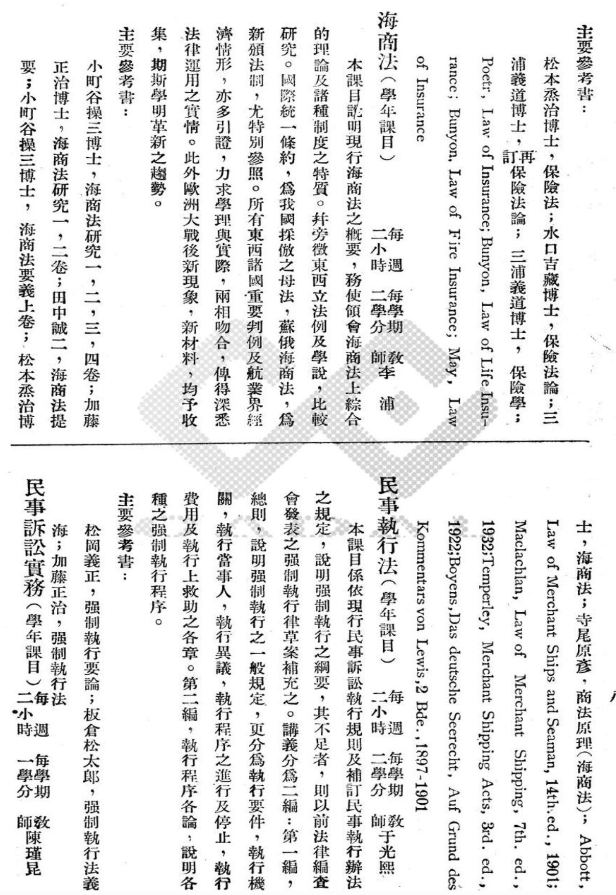 主要參考書：
松本烝治博士，保險法；水口吉藏博士，保險法論；三
浦義道博士，訂再保險法論；三浦義道博士，保險學；
Poetr, Law of Insurance; Bunyon, Law of Life Insu-
rance; Bunyon, Law of Fire Insurance; May, Law
of Insurance
海商法（學年課目） 每週二小時 每學期二學分 教師李浦
本課目說明現行海商法之概要，務使領會海商法上綜合
的理論及諸種制度之特質。幷旁徵東西立法例及學說，比較
研究。國際統一條約，爲我國採倣之母法，蘇俄海商法，爲
新頒法制，尤特別參照。所有東西諸國重要判例及航業界經
濟情形，亦多引證，力求學理與實際，兩相吻合，俾得深悉
法律運用之實情。此外歐洲大戰後新現象，新材料，均予收
集，期斯學明革新之趨勢。
主要參考書：
小町谷操三博士，海商法研究一，二，三，四卷；加藤
正治博士，海商法研究一，二卷；田中誠二，海商法提
要；小町谷操三博士，海商法要義上卷；松本烝治博
士，海商法；寺尾原彥，商法原理（海商法）；Abbott,
Law of Merchant Ships and Seaman, 14th. ed., 1901;
Maclachlan, Law of Merchant Shipping, 7th. ed.,
1932;Temperley, Merchant Shipping Acts, 3rd. ed.,
1922;Boyens,Das deutsche Seerecht, Auf Grund des
Kommentars von Lewis,2 Bde.,1897-1901
民事執行法（學年課目） 每週二小時 每學期二學分 教師于光熙
本課目係依現行民事訴訟執行規則及補訂民事執行辦法
之規定，說明强制執行之綱要，其不足者，則以前法律編查
會發表之强制執行律草案補充之。講義分爲二編：第一編，
總則，說明强制執行之一般規定，更分爲執行要件，執行機
關，執行當事人，執行異議，執行程序之進行及停止，執行
費用及執行上救助之各章。第二編，執行程序各論，說明各
種之强制執行程序。
主要參考書：
松岡義正，强制執行要論；板倉松太郎，强制執行法義
海；加藤正治，强制執行法
民事訴訟實務（學年課目） 每週二小時 每學期一學分 教師陳瑾昆